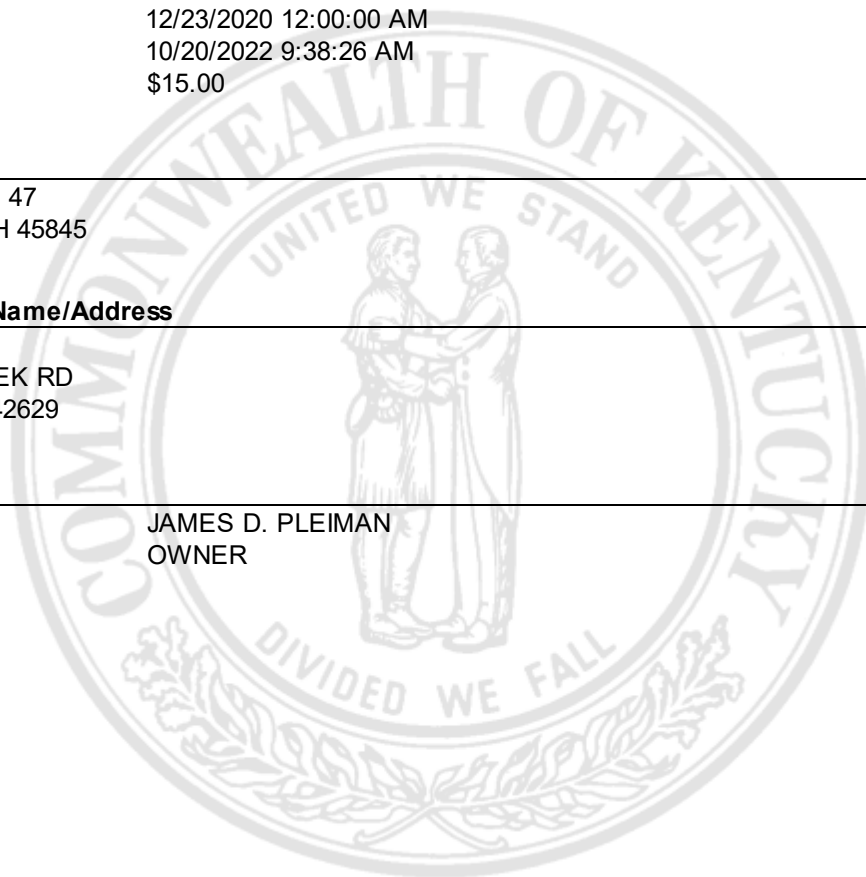 12/23/2020 12:00:00 AM
10/20/2022 9:38:26 AM
$15.00
47
H 45845
Name/Address
EK RD
42629
JAMES D. PLEIMAN
OWNER
COMMONWEALTH OF KENTUCKY
UNITED WE STAND
DIVIDED WE FALL